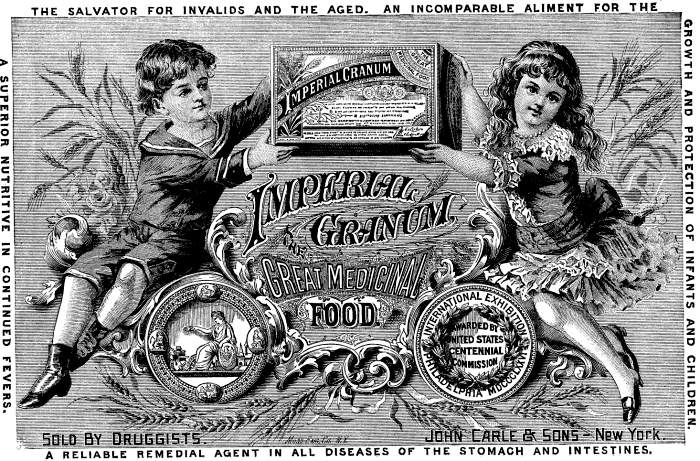 THE SALVATOR FOR INVALIDS AND THE AGED. AN INCOMPARABLE ALIMENT FOR THE
GROWTH AND PROTECTION OF INFANTS AND CHILDREN.
A SUPERIOR NUTRITIVE IN CONTINUED FEVERS.
A RELIABLE REMEDIAL AGENT IN ALL DISEASES OF THE STOMACH AND INTESTINES.
IMPERIAL GRANUM
IMPERIAL
GRANUM
THE
GREAT MEDICINAL
FOOD.
INTERNATIONAL EXHIBITION
PHILADELPHIA MDCCCLXXVI
AWARDED BY
UNITED STATES
CENTENNIAL
COMMISSION
SOLD BY DRUGGISTS.
JOHN CARLE & SONS - NEW YORK.